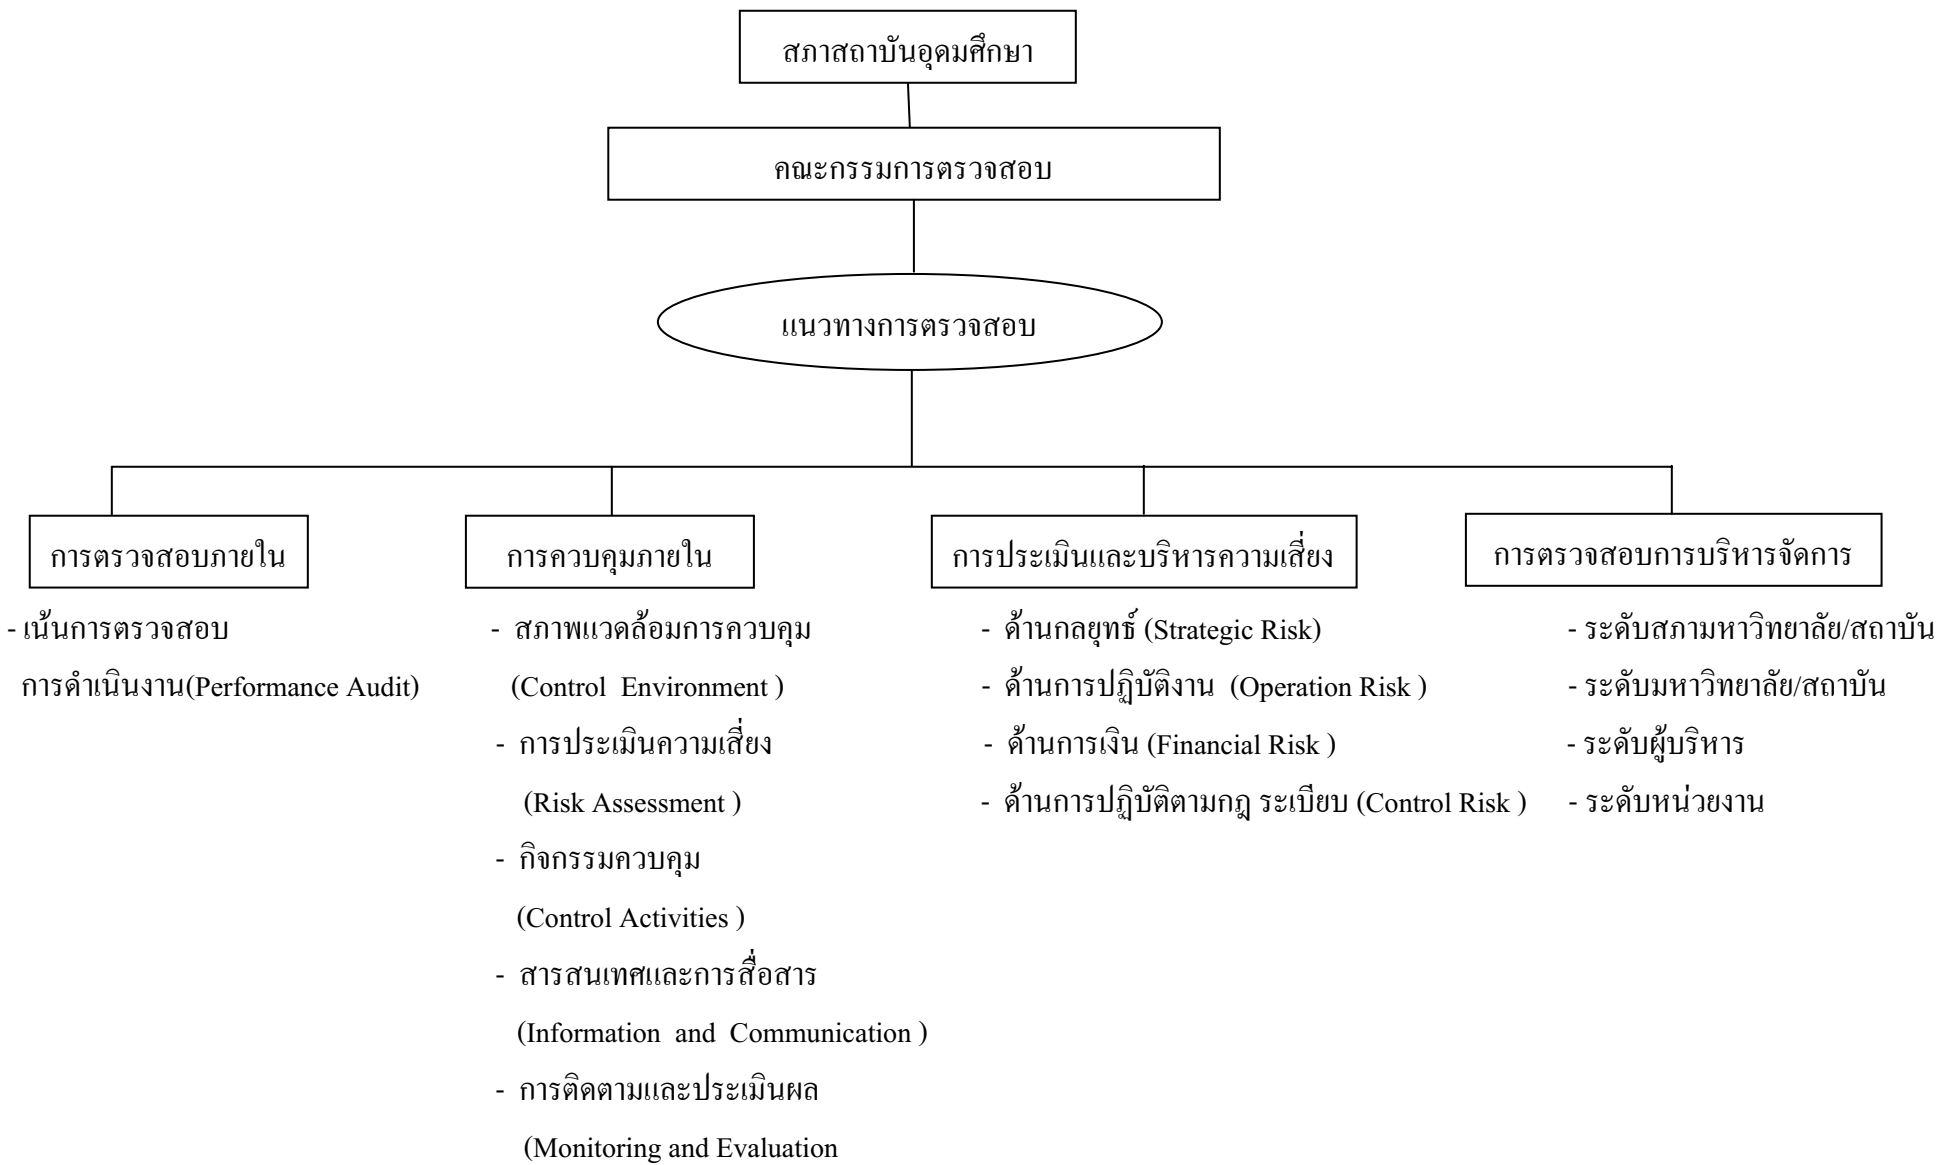 สภาสถาบันอุดมศึกษา
คณะกรรมการตรวจสอบ
แนวทางการตรวจสอบ
การตรวจสอบภายใน
- เน้นการตรวจสอบ
การดำเนินงาน(Performance Audit)
การควบคุมภายใน
- สภาพแวดล้อมการควบคุม
(Control Environment )
- การประเมินความเสี่ยง
(Risk Assessment )
- กิจกรรมควบคุม
(Control Activities )
- สารสนเทศและการสื่อสาร
(Information and Communication )
- การติดตามและประเมินผล
(Monitoring and Evaluation
การประเมินและบริหารความเสี่ยง
- ด้านกลยุทธ์ (Strategic Risk)
- ด้านการปฏิบัติงาน (Operation Risk )
- ด้านการเงิน (Financial Risk )
- ด้านการปฏิบัติตามกฎ ระเบียบ (Control Risk )
การตรวจสอบการบริหารจัดการ
- ระดับสภามหาวิทยาลัย/สถาบัน
- ระดับมหาวิทยาลัย/สถาบัน
- ระดับผู้บริหาร
- ระดับหน่วยงาน